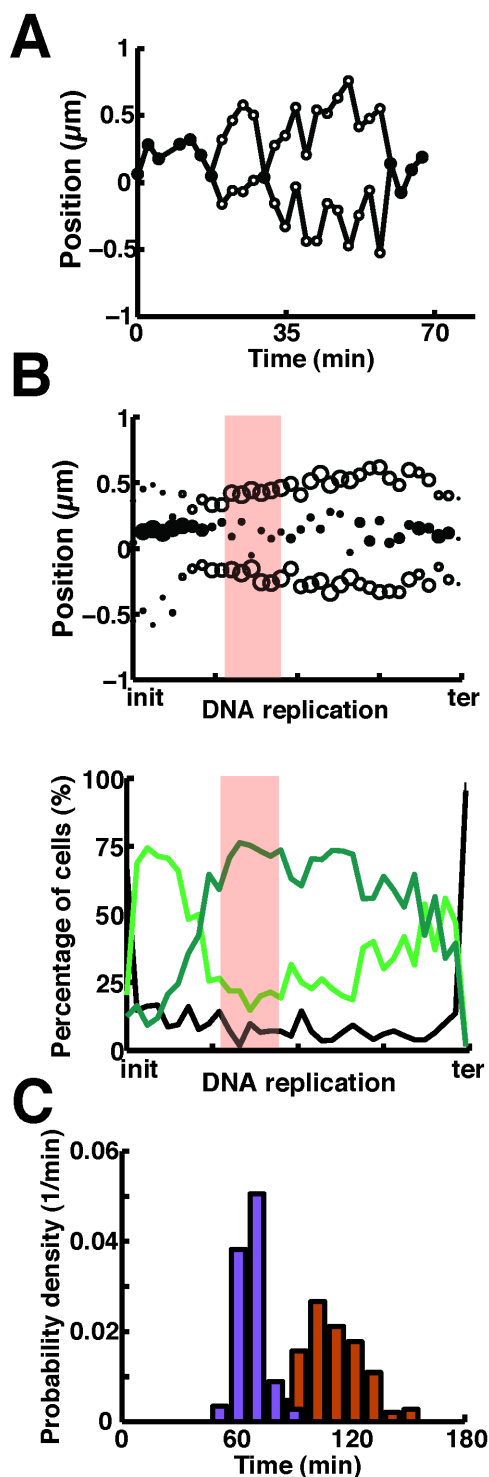 A
1
0.5
0
−0.5
−1
Position (µm)
0 35 70
Time (min)
B
1
0.5
0
−0.5
−1
Position (µm)
init ter
DNA replication
100
75
50
25
0
Percentage of cells (%)
init ter
DNA replication
C
0.06
0.04
0.02
0
Probability density (1/min)
0 60 120 180
Time (min)